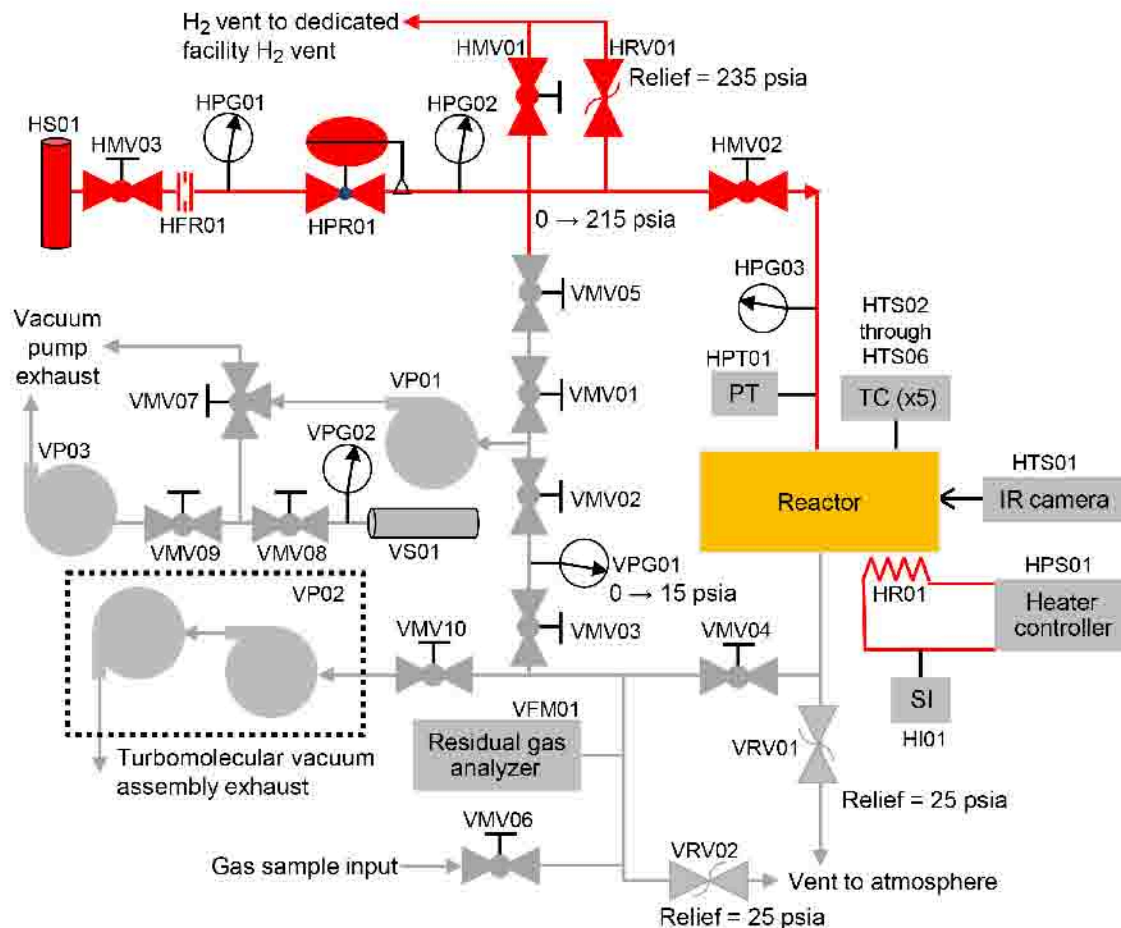 H₂ vent to dedicated
facility H₂ vent
HMV01
HRV01
Relief = 235 psia
HS01
HMV03
HPG01
HPG02
HMV02
HFR01
HPR01
0 → 215 psia
VMV05
HPG03
HTS02
through
HTS06
Vacuum
pump
exhaust
HPT01
PT
TC (x5)
VMV07
VP01
VMV01
VP03
VPG02
HTS01
Reactor
IR camera
VMV02
VMV09
VMV08
VS01
VPG01
0 → 15 psia
HPS01
HR01
Heater
controller
VP02
VMV10
VMV03
VMV04
SI
HI01
VFM01
Residual gas
analyzer
VRV01
Turbomolecular vacuum
assembly exhaust
Relief = 25 psia
VMV06
Gas sample input
VRV02
Vent to atmosphere
Relief = 25 psia